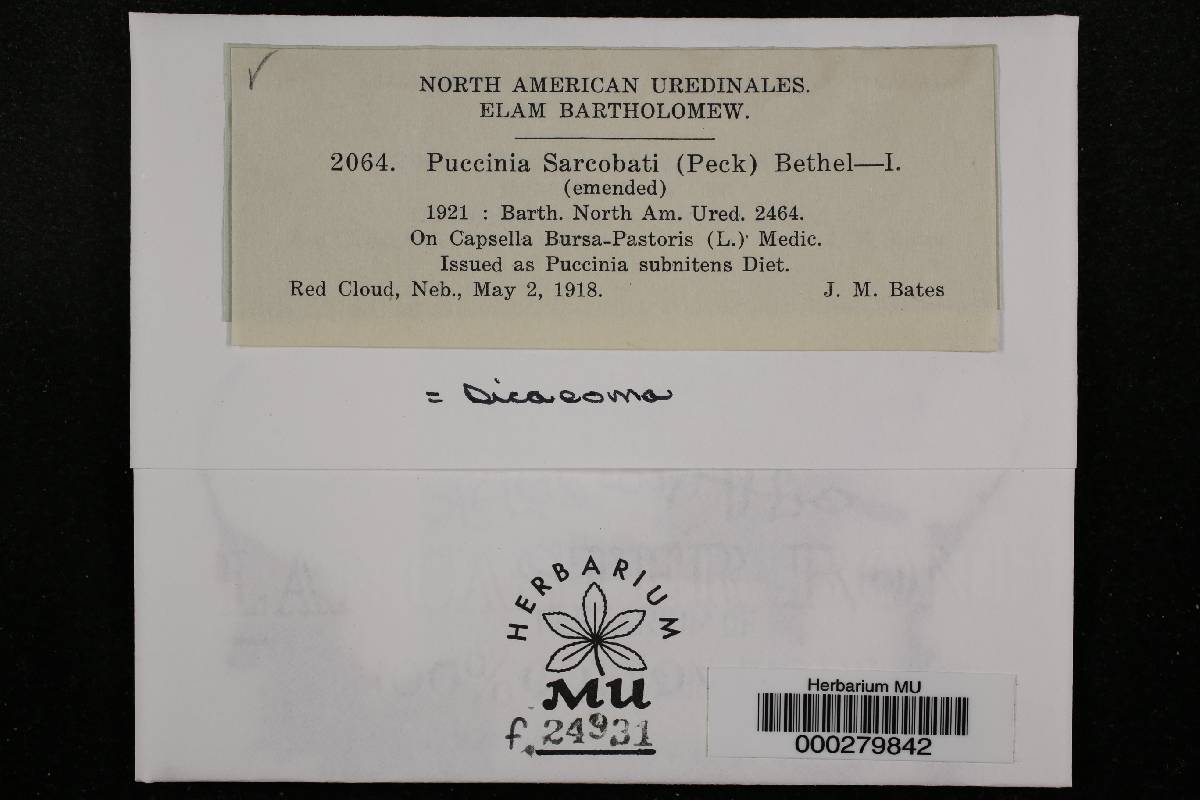 NORTH AMERICAN UREDINALES.
ELAM BARTHOLOMEW.
2064. Puccinia Sarcobati (Peck) Bethel—I.
(emended)
1921 : Barth. North Am. Ured. 2464.
On Capsella Bursa-Pastoris (L.) Medic.
Issued as Puccinia subnitens Diet.
Red Cloud, Neb., May 2, 1918. J. M. Bates
= Dicaeoma
HERBARIUM
MU
f. 24931
Herbarium MU
000279842